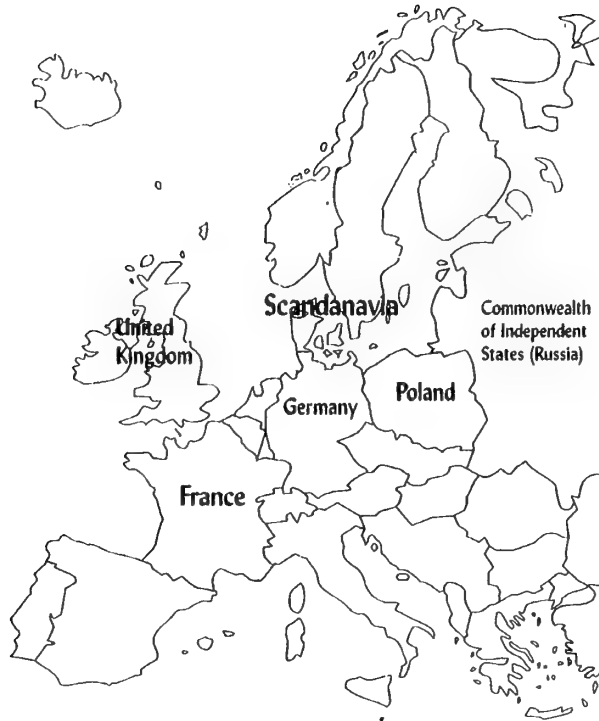 Scandanavia
United
Kingdom
Commonwealth
of Independent
States (Russia)
Germany
Poland
France